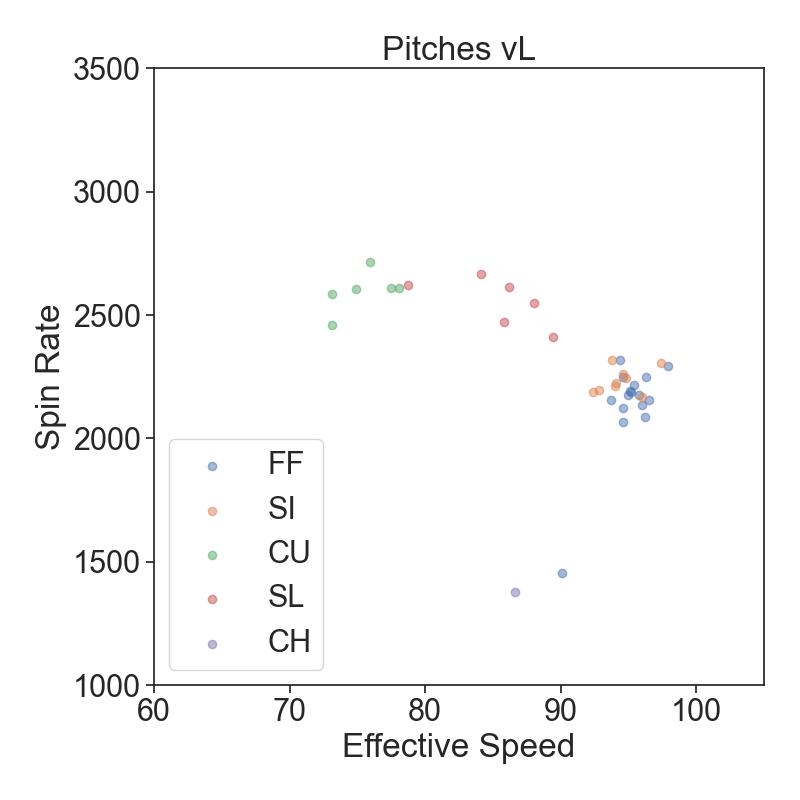 Pitches vL
3500
3000
2500
2000
1500
1000
Spin Rate
FF
SI
CU
SL
CH
60 70 80 90 100
Effective Speed